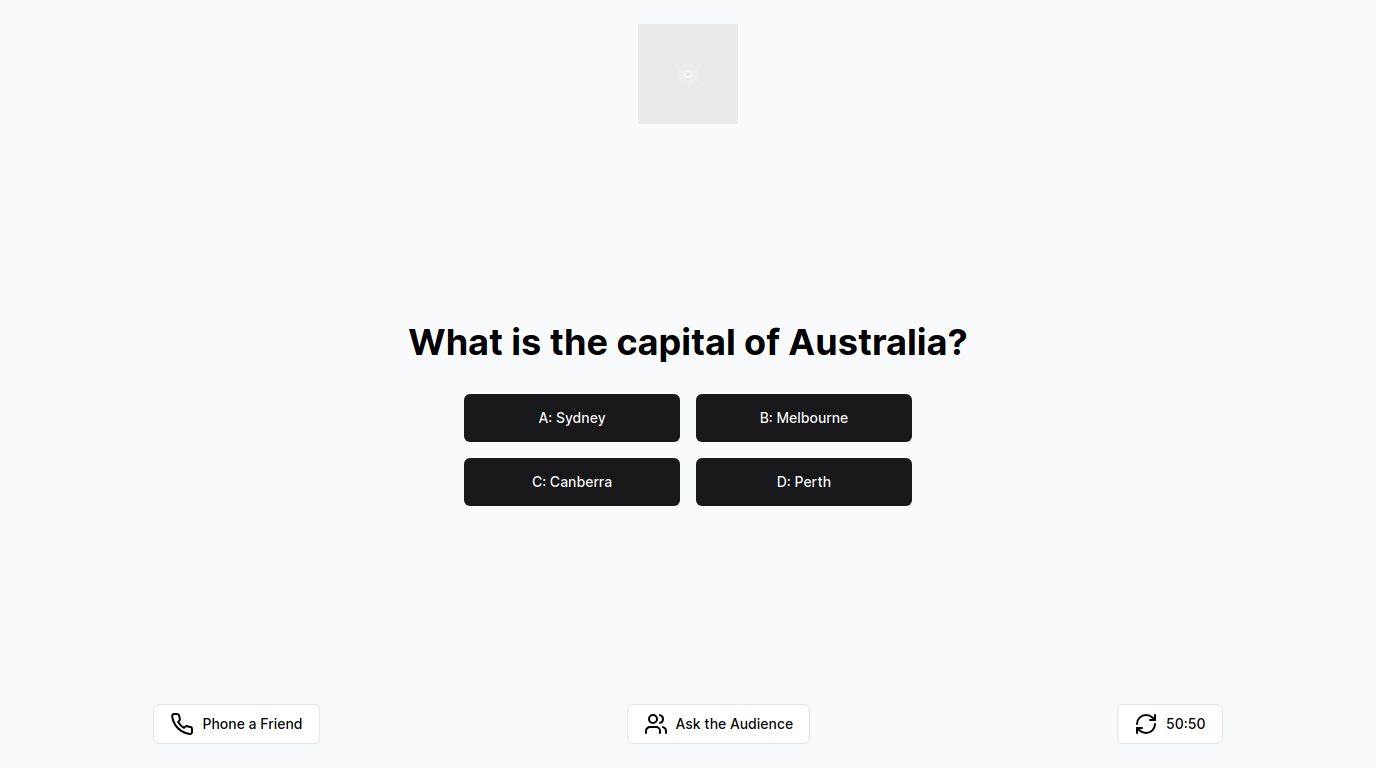 What is the capital of Australia?
A: Sydney
B: Melbourne
C: Canberra
D: Perth
Phone a Friend
Ask the Audience
50:50